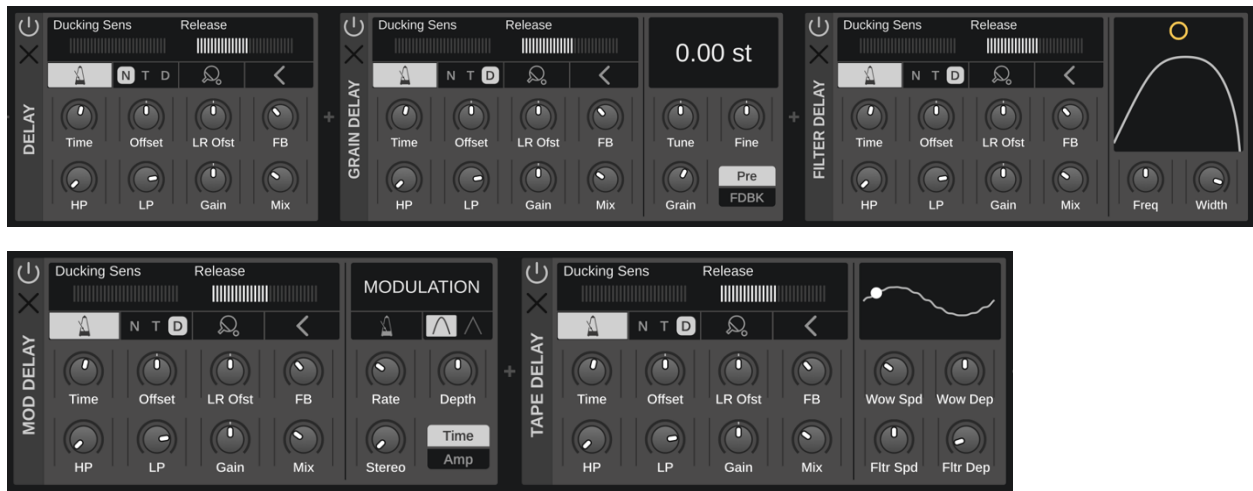 Ducking Sens Release
N T D
Time Offset LR Ofst FB
HP LP Gain Mix
DELAY
+
Ducking Sens Release
0.00 st
N T D
Time Offset LR Ofst FB Tune Fine
Pre
FDBK
HP LP Gain Mix Grain
GRAIN DELAY
+
Ducking Sens Release
N T D
Time Offset LR Ofst FB
HP LP Gain Mix Freq Width
FILTER DELAY
Ducking Sens Release
MODULATION
N T D
Time Offset LR Ofst FB Rate Depth
Time
Amp
HP LP Gain Mix Stereo
MOD DELAY
+
Ducking Sens Release
N T D
Time Offset LR Ofst FB Wow Spd Wow Dep
HP LP Gain Mix Fltr Spd Fltr Dep
TAPE DELAY